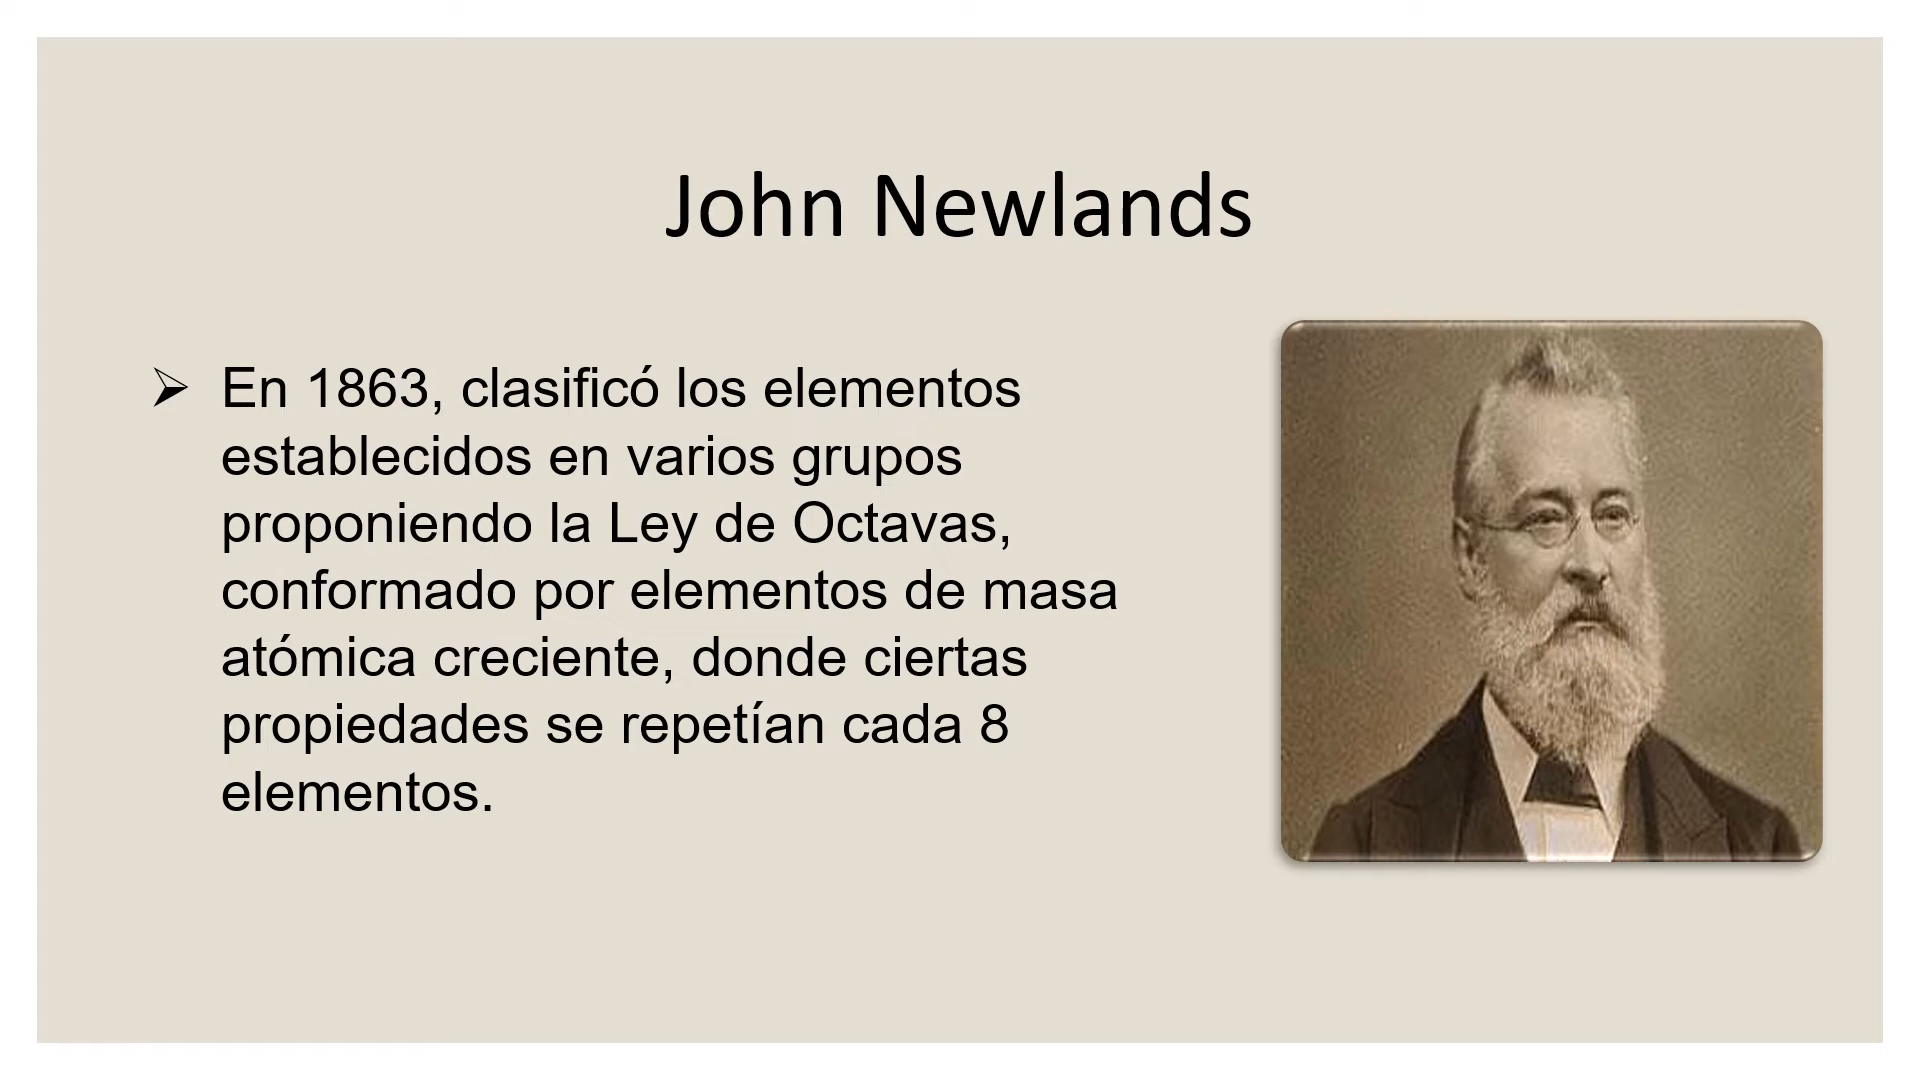 John Newlands
➢ En 1863, clasificó los elementos
establecidos en varios grupos
proponiendo la Ley de Octavas,
conformado por elementos de masa
atómica creciente, donde ciertas
propiedades se repetían cada 8
elementos.